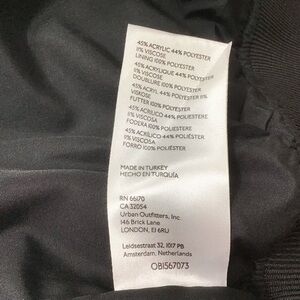 45% ACRYLIC 44% POLYESTER
11% VISCOSE
LINING 100% POLYESTER
45% ACRYLIQUE 44% POLYESTER
11% VISCOSE
DOUBLURE 100% POLYESTER
45% ACRYL 44% POLYESTER 11%
VISKOSE
FUTTER 100% POLYESTER
45% ACRILICO 44% POLIESTERE
11% VISCOSA
FODERA 100% POLIESTERE
45% ACRÍLICO 44% POLIÉSTER
11% VISCOSA
FORRO 100% POLIÉSTER
MADE IN TURKEY
HECHO EN TURQUÍA
RN 66170
CA 32054
Urban Outfitters, Inc
146 Brick Lane
LONDON, E1 6RU
Leidsestraat 32, 1017 PB
Amsterdam, Netherlands
OB1567073